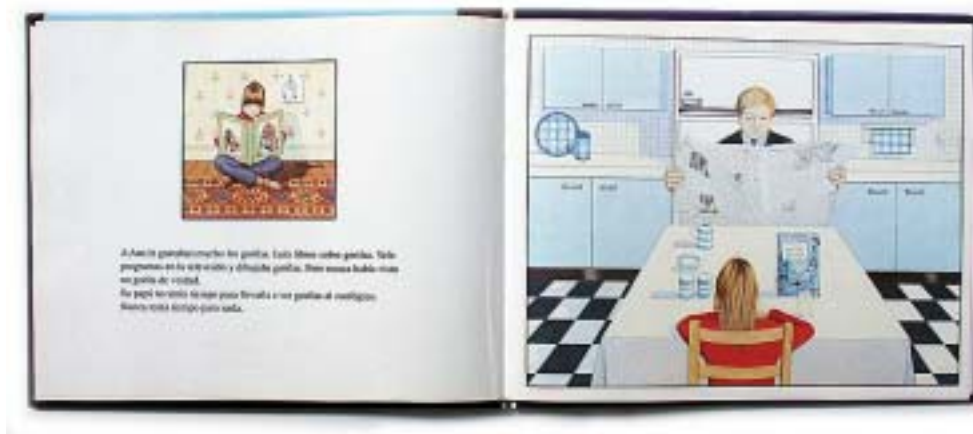 A Ana le gustaban mucho los gorilas. Leía libros sobre gorilas. Veía
programas en la televisión y dibujaba gorilas. Pero nunca había visto
un gorila de verdad.
Su papá no tenía tiempo para llevarla a ver gorilas al zoológico.
Nunca tenía tiempo para nada.